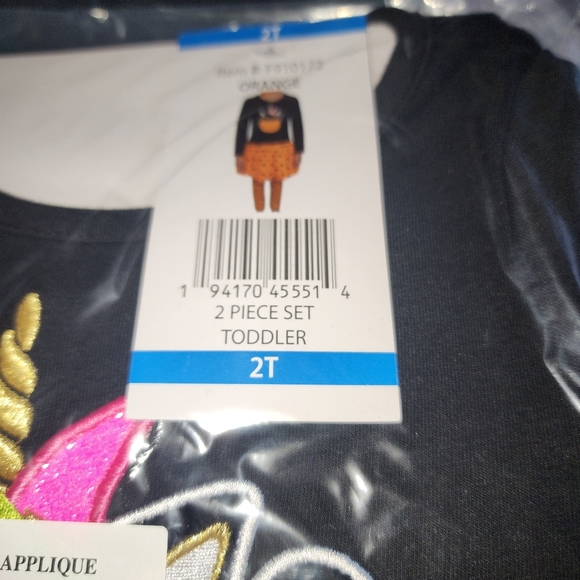 2T
ORANGE
1 94170 45551 4
2 PIECE SET
TODDLER
2T
APPLIQUE